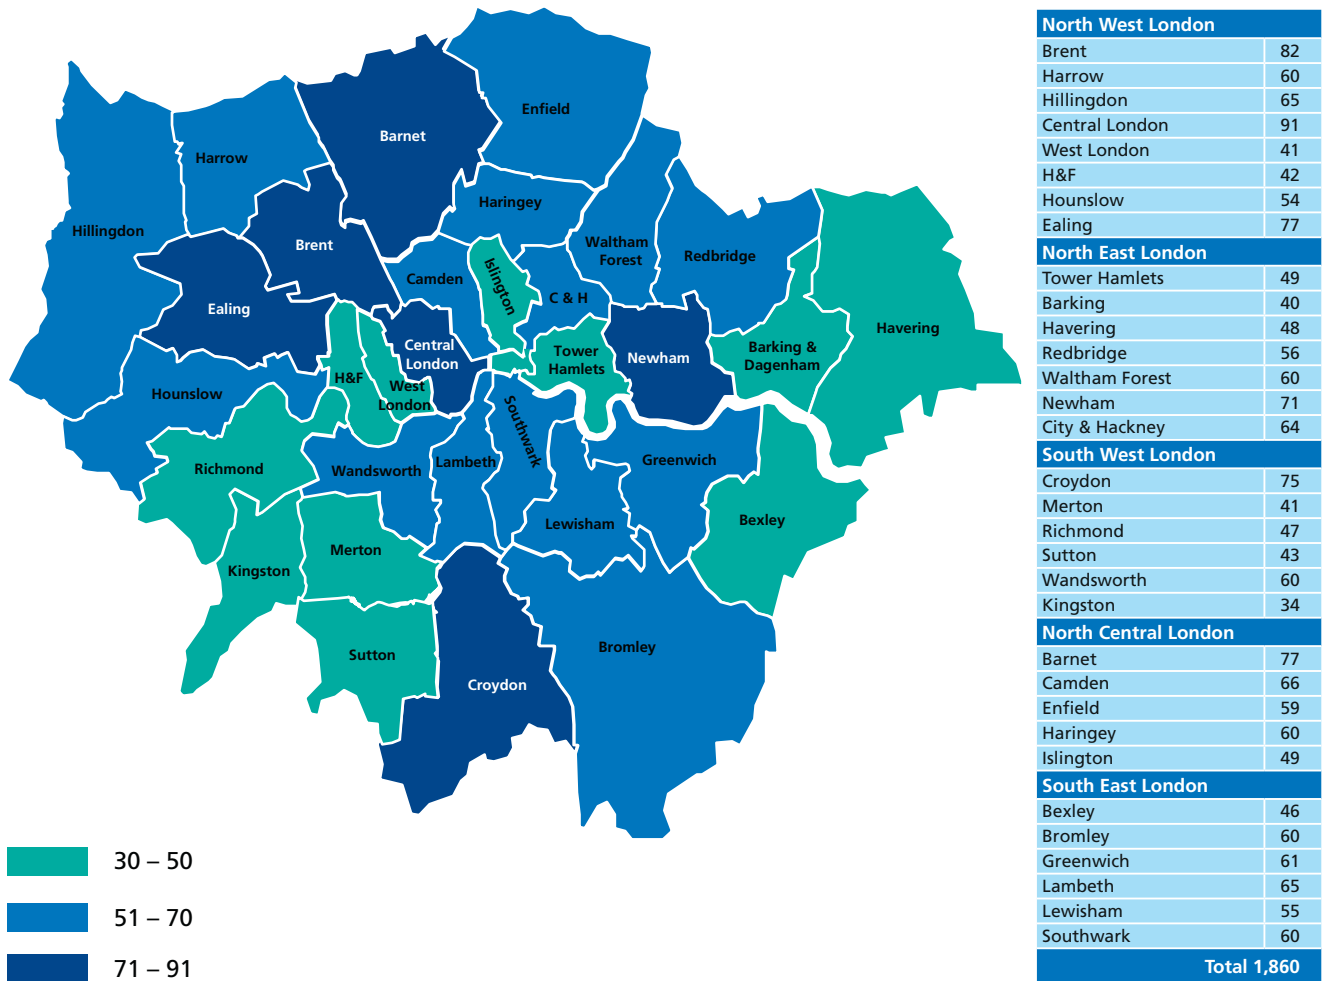 Enfield
Barnet
Harrow
Haringey
Hillingdon
Brent
Waltham
Forest
Redbridge
Camden
Islington
C & H
Ealing
Havering
Central
London
Tower
Hamlets
Newham
Barking &
Dagenham
H&F
West
London
Hounslow
Southwark
Richmond
Wandsworth
Lambeth
Greenwich
Lewisham
Bexley
Merton
Kingston
Sutton
Bromley
Croydon
30 – 50
51 – 70
71 – 91
North West London
Brent 82
Harrow 60
Hillingdon 65
Central London 91
West London 41
H&F 42
Hounslow 54
Ealing 77
North East London
Tower Hamlets 49
Barking 40
Havering 48
Redbridge 56
Waltham Forest 60
Newham 71
City & Hackney 64
South West London
Croydon 75
Merton 41
Richmond 47
Sutton 43
Wandsworth 60
Kingston 34
North Central London
Barnet 77
Camden 66
Enfield 59
Haringey 60
Islington 49
South East London
Bexley 46
Bromley 60
Greenwich 61
Lambeth 65
Lewisham 55
Southwark 60
Total 1,860